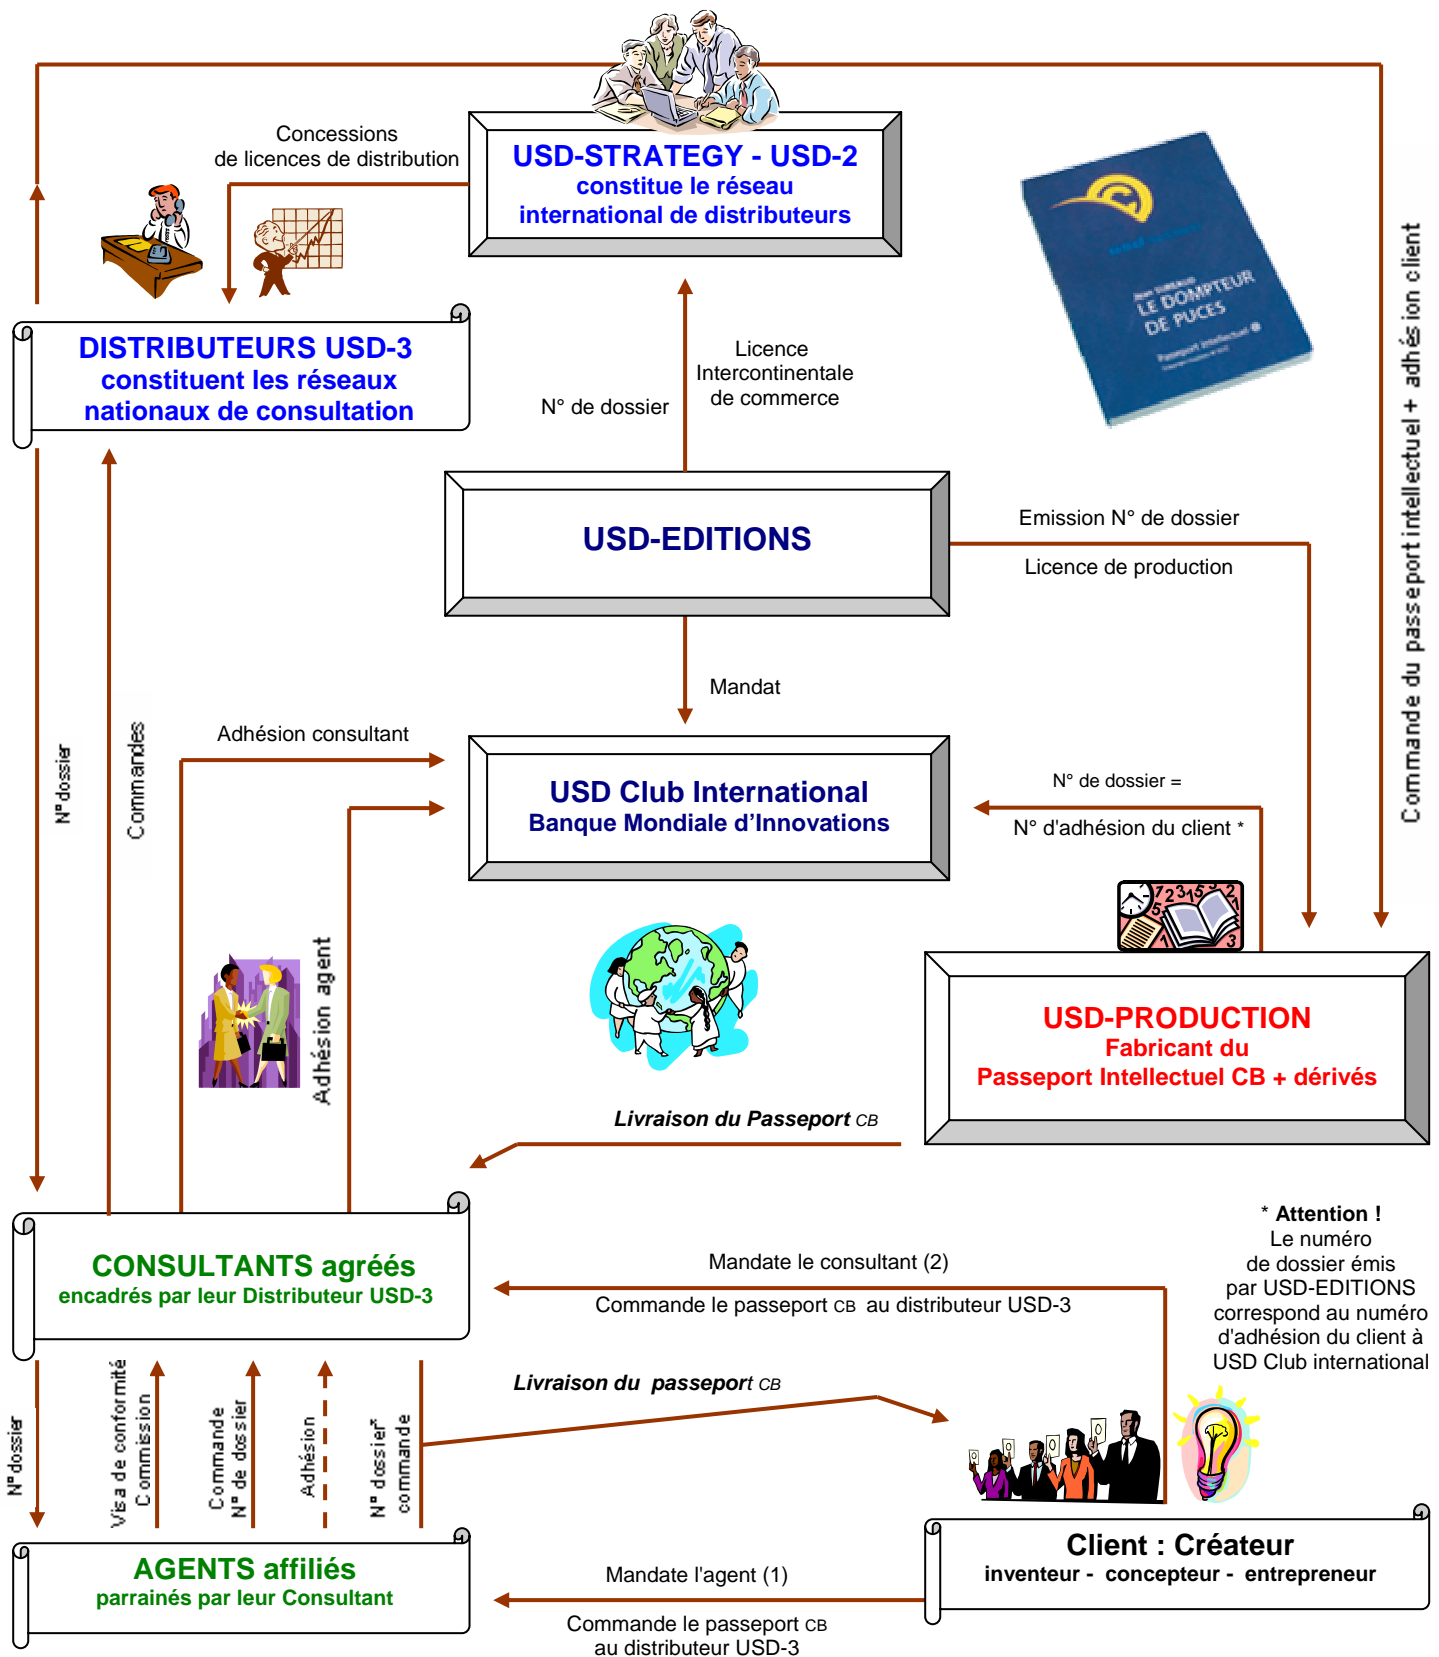 Concessions
de licences de distribution
USD-STRATEGY - USD-2
constitue le réseau
international de distributeurs
usd
Jean SUREAUD
LE DOMPTEUR
DE PUCES
Passeport intellectuel
DISTRIBUTEURS USD-3
constituent les réseaux
nationaux de consultation
N° de dossier
Licence
Intercontinentale
de commerce
Commande du passeport intellectuel + adhésion client
USD-EDITIONS
Emission N° de dossier
Licence de production
Mandat
N° dossier
Commandes
Adhésion consultant
Adhésion agent
USD Club International
Banque Mondiale d’Innovations
N° de dossier =
N° d'adhésion du client *
USD-PRODUCTION
Fabricant du
Passeport Intellectuel CB + dérivés
Livraison du Passeport CB
CONSULTANTS agréés
encadrés par leur Distributeur USD-3
Mandate le consultant (2)
Commande le passeport CB au distributeur USD-3
* Attention !
Le numéro
de dossier émis
par USD-EDITIONS
correspond au numéro
d'adhésion du client à
USD Club international
N° dossier
Visa de conformité
Commission
Commande
N° de dossier
Adhésion
N° dossier*
commande
Livraison du passeport CB
AGENTS affiliés
parrainés par leur Consultant
Mandate l'agent (1)
Commande le passeport CB
au distributeur USD-3
Client : Créateur
inventeur - concepteur - entrepreneur